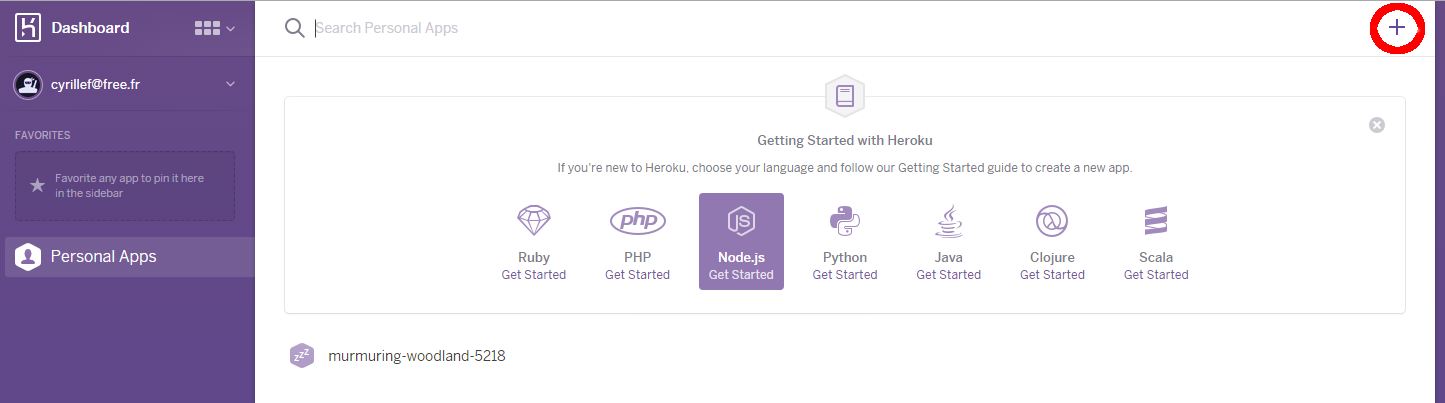 Dashboard
Search Personal Apps
cyrillef@free.fr
FAVORITES
Favorite any app to pin it here
in the sidebar
Personal Apps
Getting Started with Heroku
If you're new to Heroku, choose your language and follow our Getting Started guide to create a new app.
php
JS
Ruby
PHP
Node.js
Python
Java
Clojure
Scala
Get Started
Get Started
Get Started
Get Started
Get Started
Get Started
Get Started
zzz
murmuring-woodland-5218